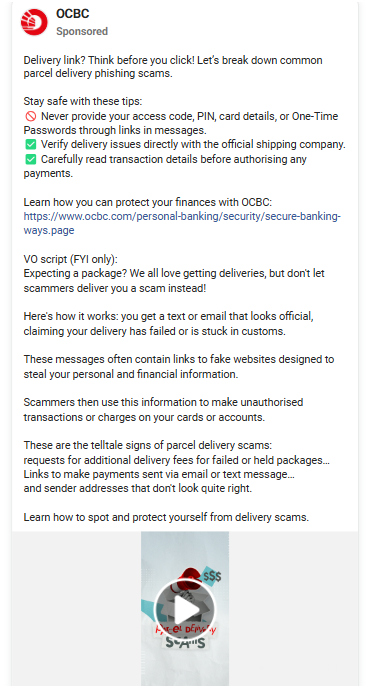 OCBC
Sponsored
Delivery link? Think before you click! Let's break down common
parcel delivery phishing scams.
Stay safe with these tips:
🚫 Never provide your access code, PIN, card details, or One-Time
Passwords through links in messages.
✅ Verify delivery issues directly with the official shipping company.
✅ Carefully read transaction details before authorising any
payments.
Learn how you can protect your finances with OCBC:
https://www.ocbc.com/personal-banking/security/secure-banking-
ways.page
VO script (FYI only):
Expecting a package? We all love getting deliveries, but don't let
scammers deliver you a scam instead!
Here's how it works: you get a text or email that looks official,
claiming your delivery has failed or is stuck in customs.
These messages often contain links to fake websites designed to
steal your personal and financial information.
Scammers then use this information to make unauthorised
transactions or charges on your cards or accounts.
These are the telltale signs of parcel delivery scams:
requests for additional delivery fees for failed or held packages...
Links to make payments sent via email or text message...
and sender addresses that don't look quite right.
Learn how to spot and protect yourself from delivery scams.
$$$
PARCEL DELIVERY
SCAMS